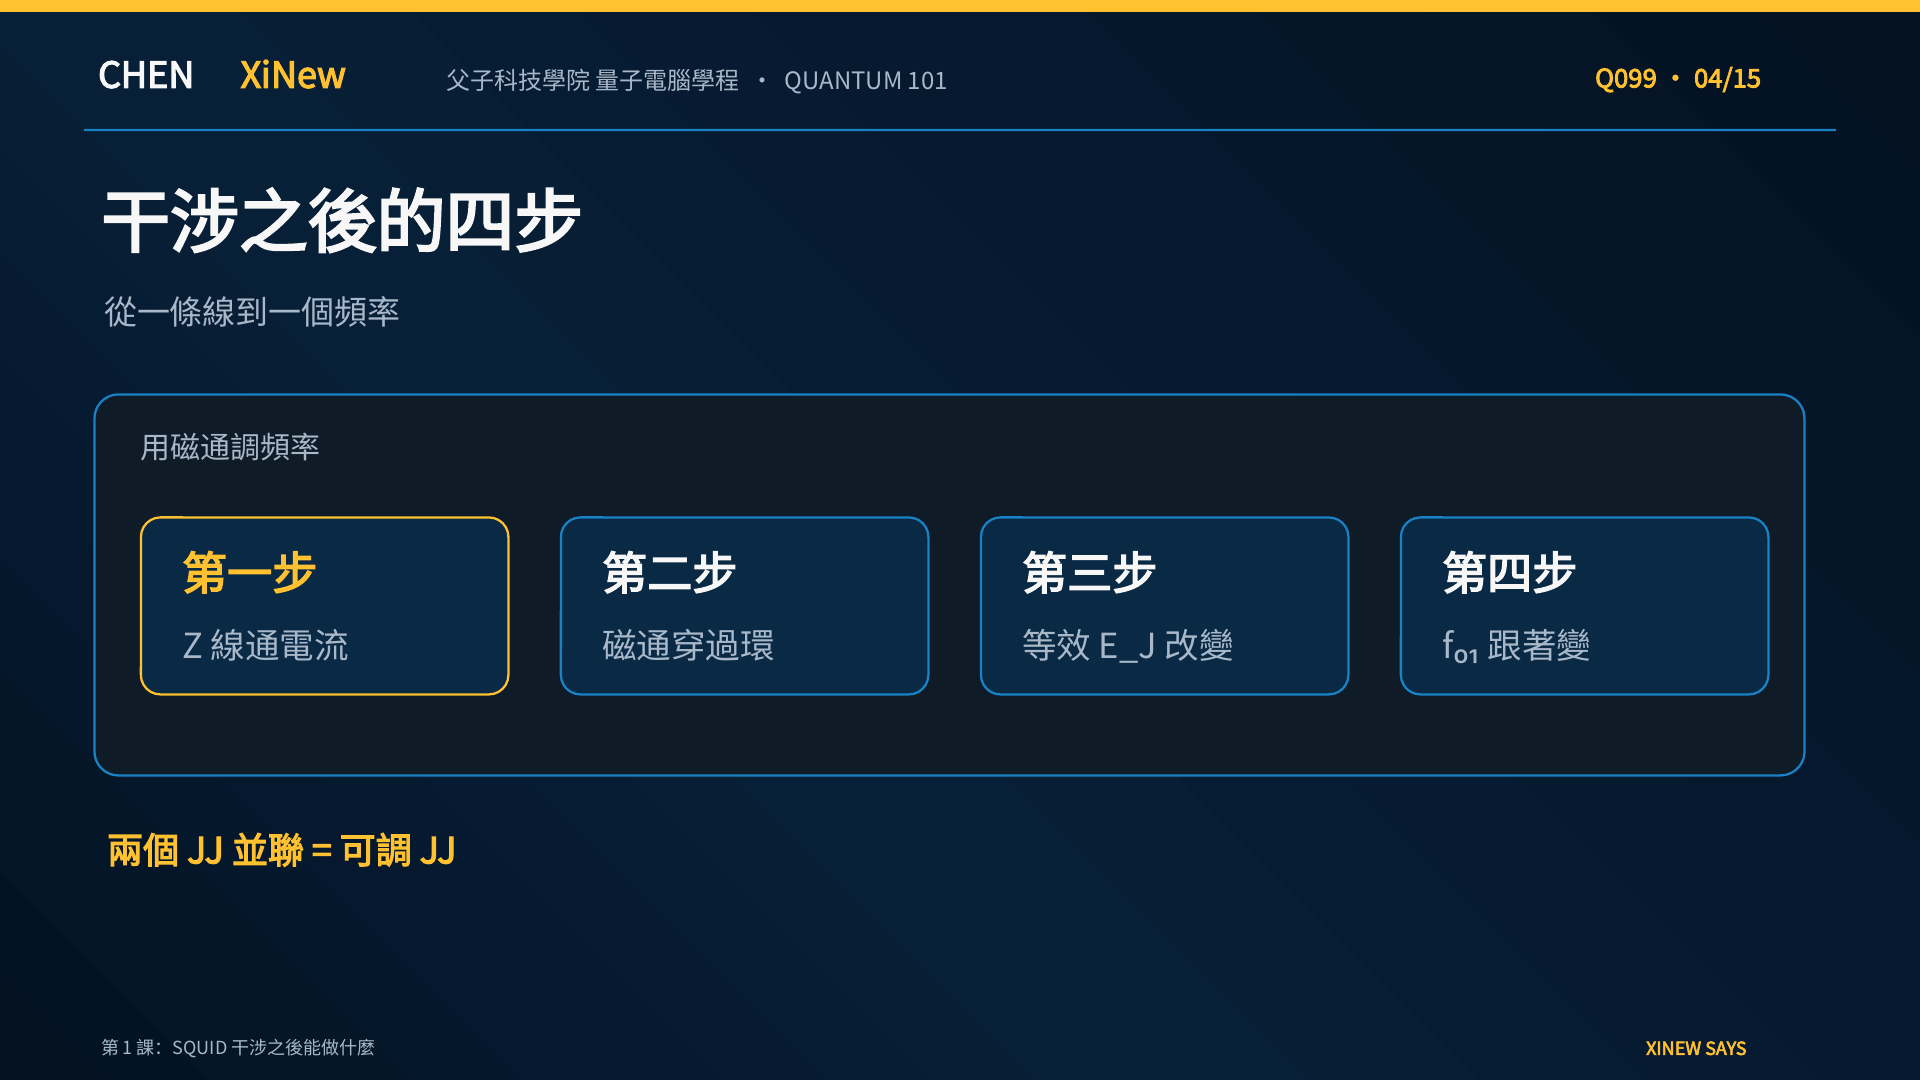 CHEN XiNew 父子科技學院 量子電腦學程 · QUANTUM 101 Q099 · 04/15
干涉之後的四步
從一條線到一個頻率
用磁通調頻率
第一步
Z 線通電流
第二步
磁通穿過環
第三步
等效 E_J 改變
第四步
f₀₁ 跟著變
兩個 JJ 並聯 = 可調 JJ
第 1 課：SQUID 干涉之後能做什麼
XINEW SAYS